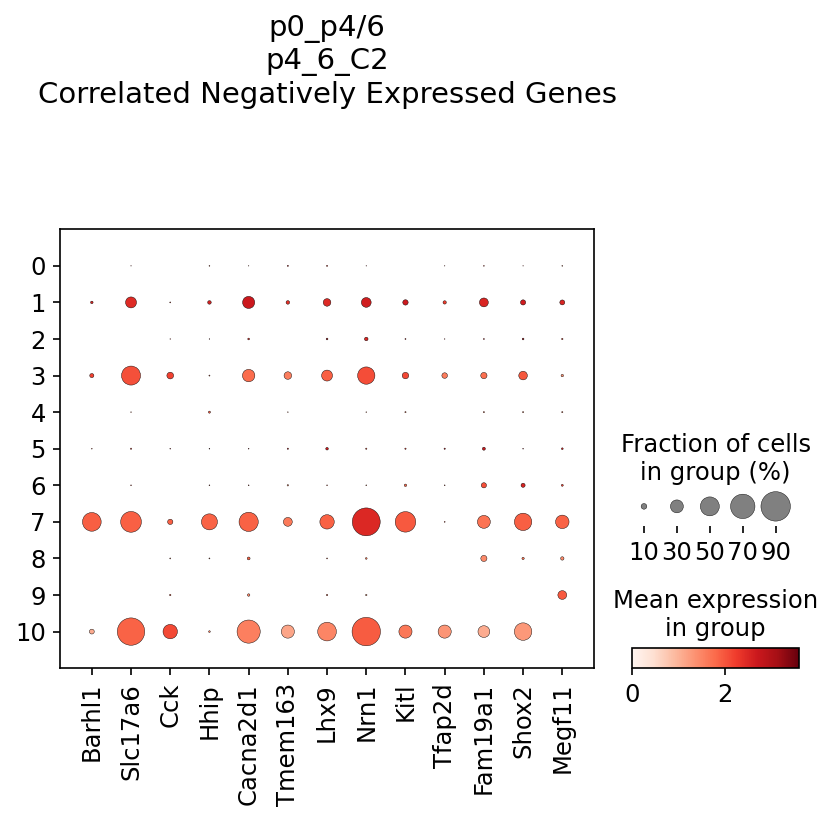 p0_p4/6
p4_6_C2
Correlated Negatively Expressed Genes
0
1
2
3
4
5
6
7
8
9
10
Barhl1
Slc17a6
Cck
Hhip
Cacna2d1
Tmem163
Lhx9
Nrn1
Kitl
Tfap2d
Fam19a1
Shox2
Megf11
Fraction of cells
in group (%)
10 30 50 70 90
Mean expression
in group
0 2